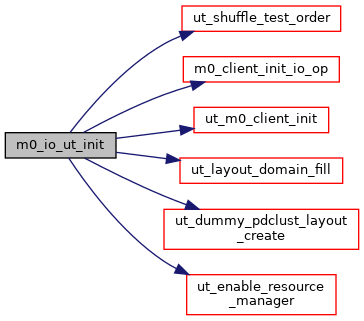 ut_shuffle_test_order
m0_client_init_io_op
ut_m0_client_init
m0_io_ut_init
ut_layout_domain_fill
ut_dummy_pdclust_layout
_create
ut_enable_resource
_manager